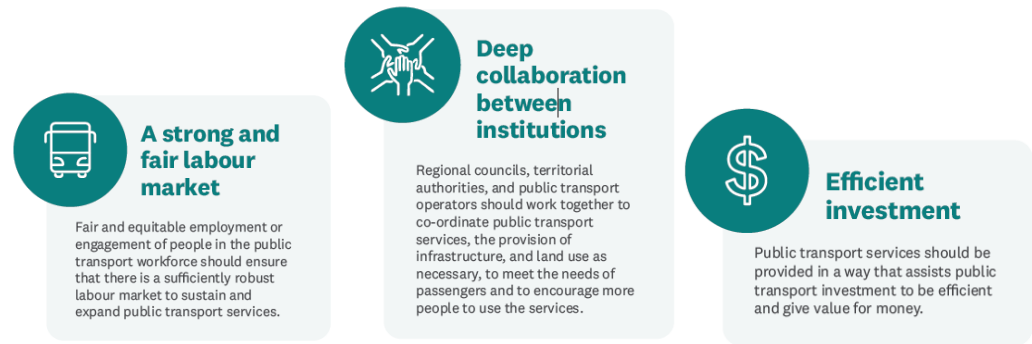 A strong and
fair labour
market
Fair and equitable employment or
engagement of people in the public
transport workforce should ensure
that there is a sufficiently robust
labour market to sustain and
expand public transport services.
Deep
collaboration
between
institutions
Regional councils, territorial
authorities, and public transport
operators should work together to
co-ordinate public transport
services, the provision of
infrastructure, and land use as
necessary, to meet the needs of
passengers and to encourage more
people to use the services.
$
Efficient
investment
Public transport services should be
provided in a way that assists public
transport investment to be efficient
and give value for money.